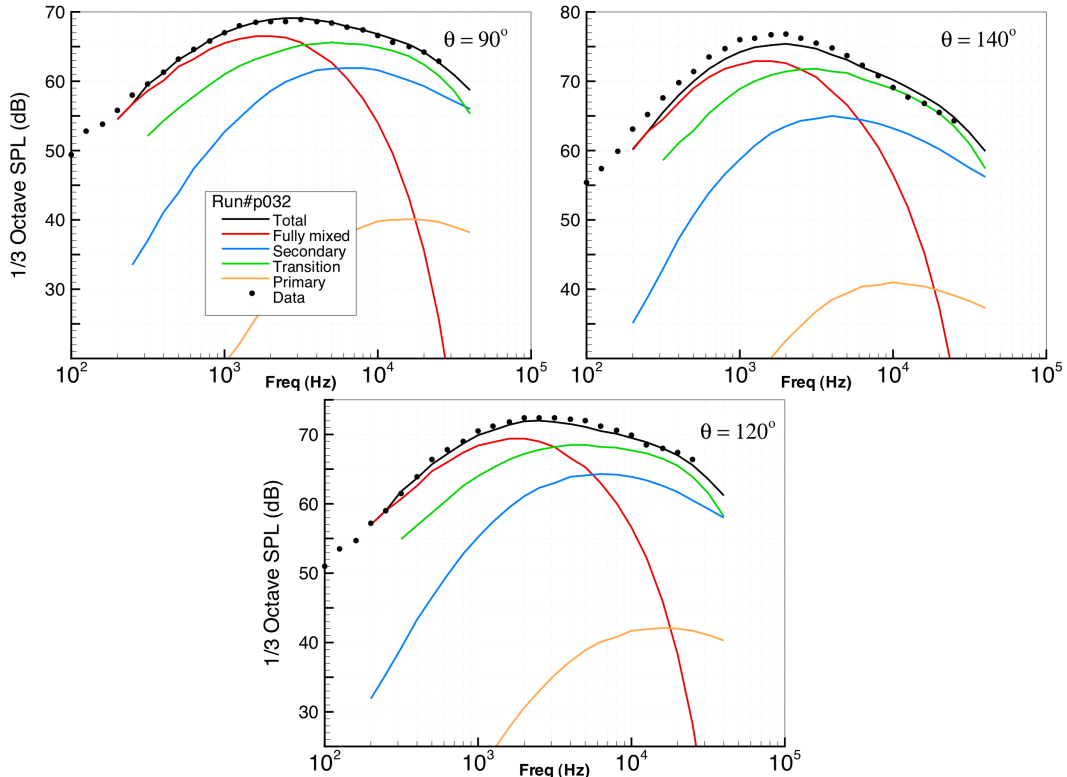 80
70
60
50
40
30
1/3 Octave SPL (dB)
θ = 90°
Run#p032
Total
Fully mixed
Secondary
Transition
Primary
Data
10² 10³ 10⁴ 10⁵
Freq (Hz)
80
70
60
50
40
θ = 140°
10² 10³ 10⁴ 10⁵
Freq (Hz)
70
60
50
40
30
1/3 Octave SPL (dB)
θ = 120°
10² 10³ 10⁴ 10⁵
Freq (Hz)